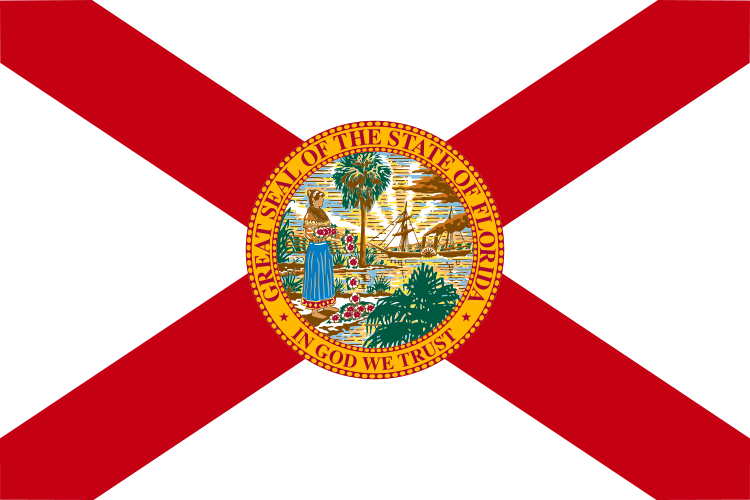 GREAT SEAL OF THE STATE OF FLORIDA
IN GOD WE TRUST